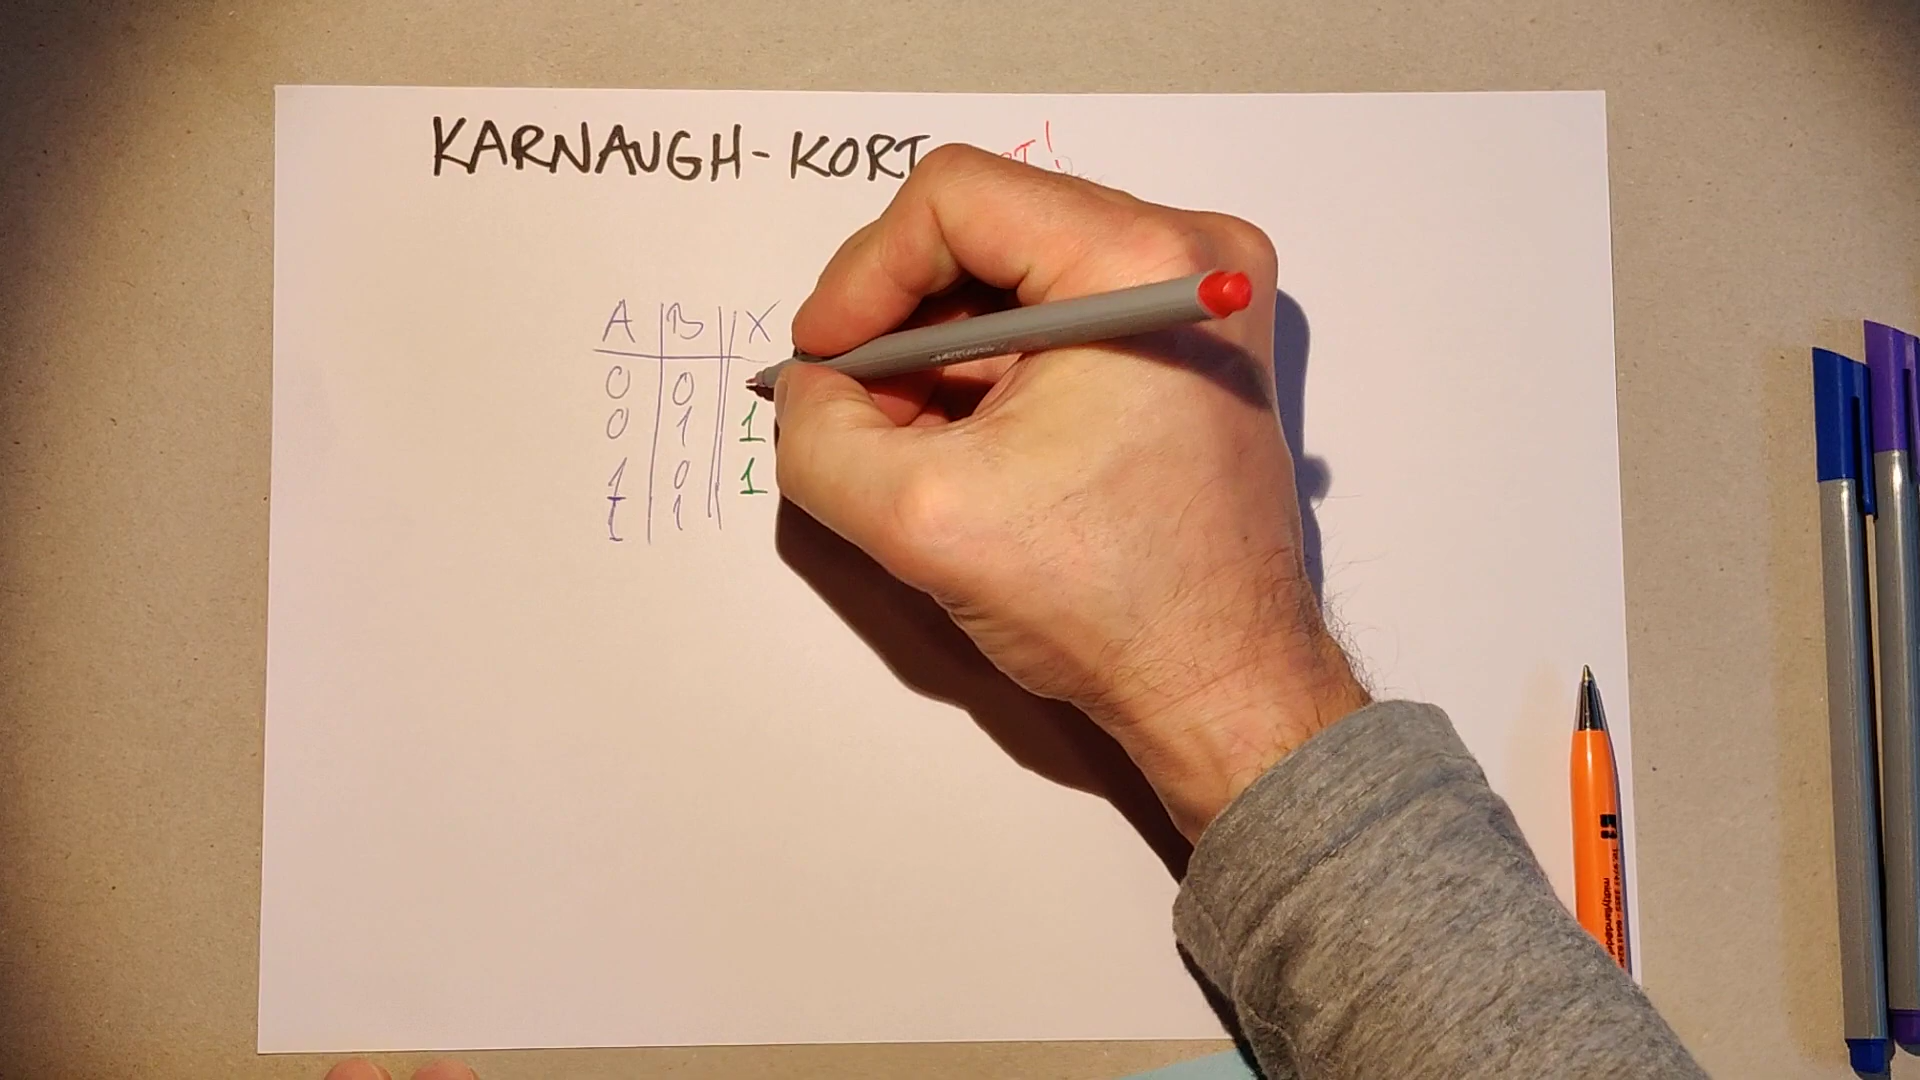 KARNAUGH-KORT
A B X
0 0
0 1 1
1 0 1
1 1